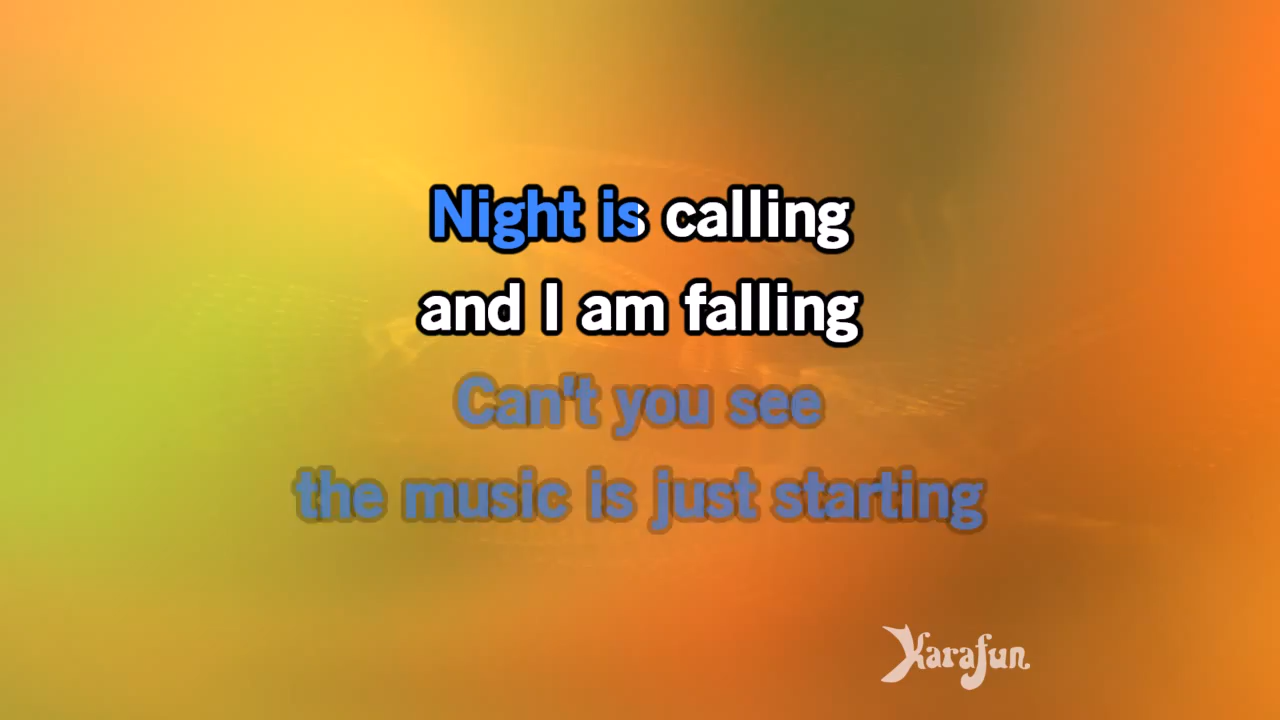 Night is calling
and I am falling
Can't you see
the music is just starting
Karafun